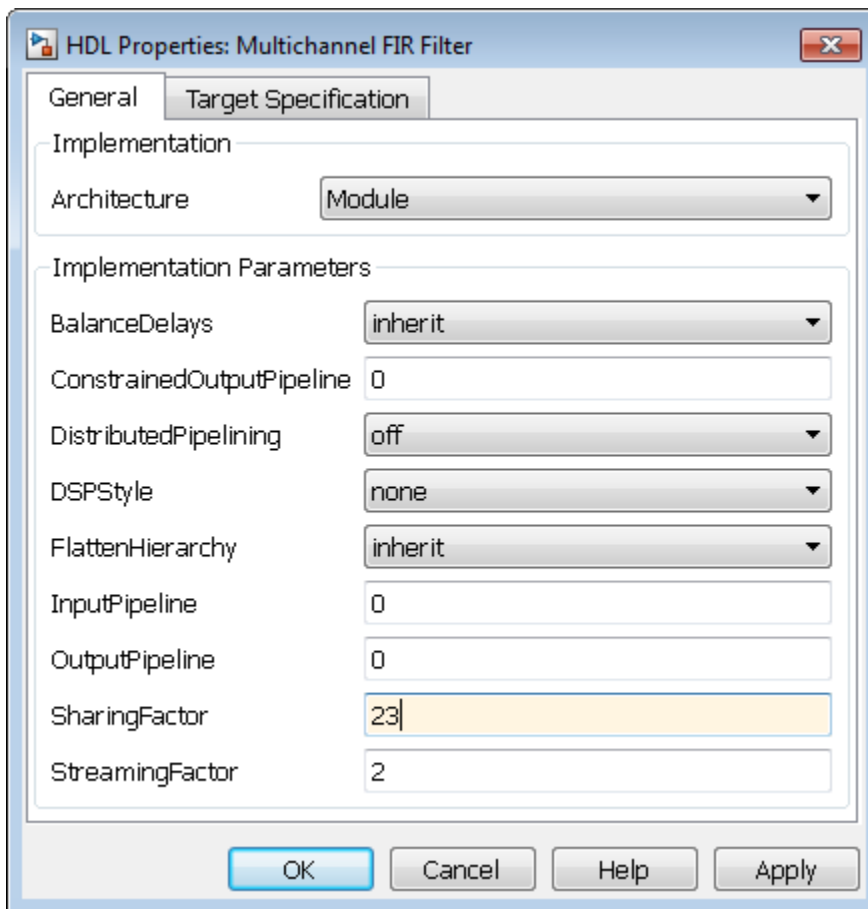 HDL Properties: Multichannel FIR Filter
General Target Specification
Implementation
Architecture Module
Implementation Parameters
BalanceDelays inherit
ConstrainedOutputPipeline 0
DistributedPipelining off
DSPStyle none
FlattenHierarchy inherit
InputPipeline 0
OutputPipeline 0
SharingFactor 23
StreamingFactor 2
OK Cancel Help Apply